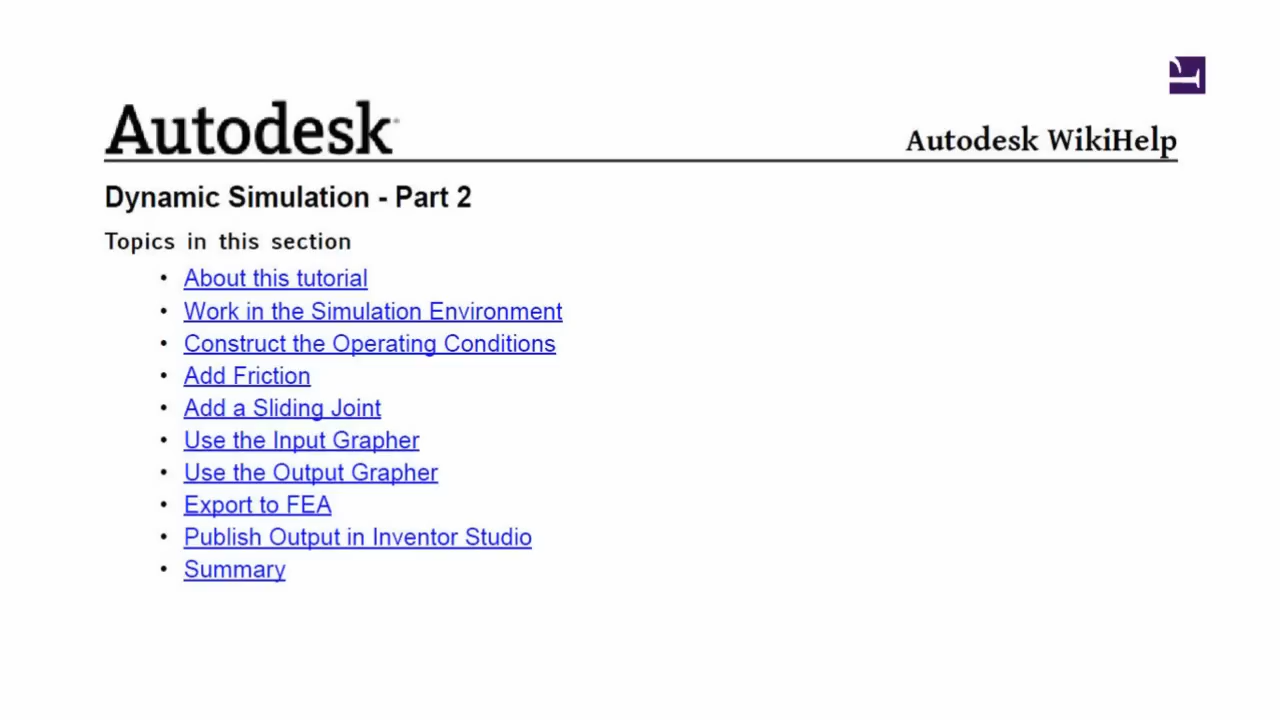 Autodesk
Autodesk WikiHelp
Dynamic Simulation - Part 2
Topics in this section
• About this tutorial
• Work in the Simulation Environment
• Construct the Operating Conditions
• Add Friction
• Add a Sliding Joint
• Use the Input Grapher
• Use the Output Grapher
• Export to FEA
• Publish Output in Inventor Studio
• Summary